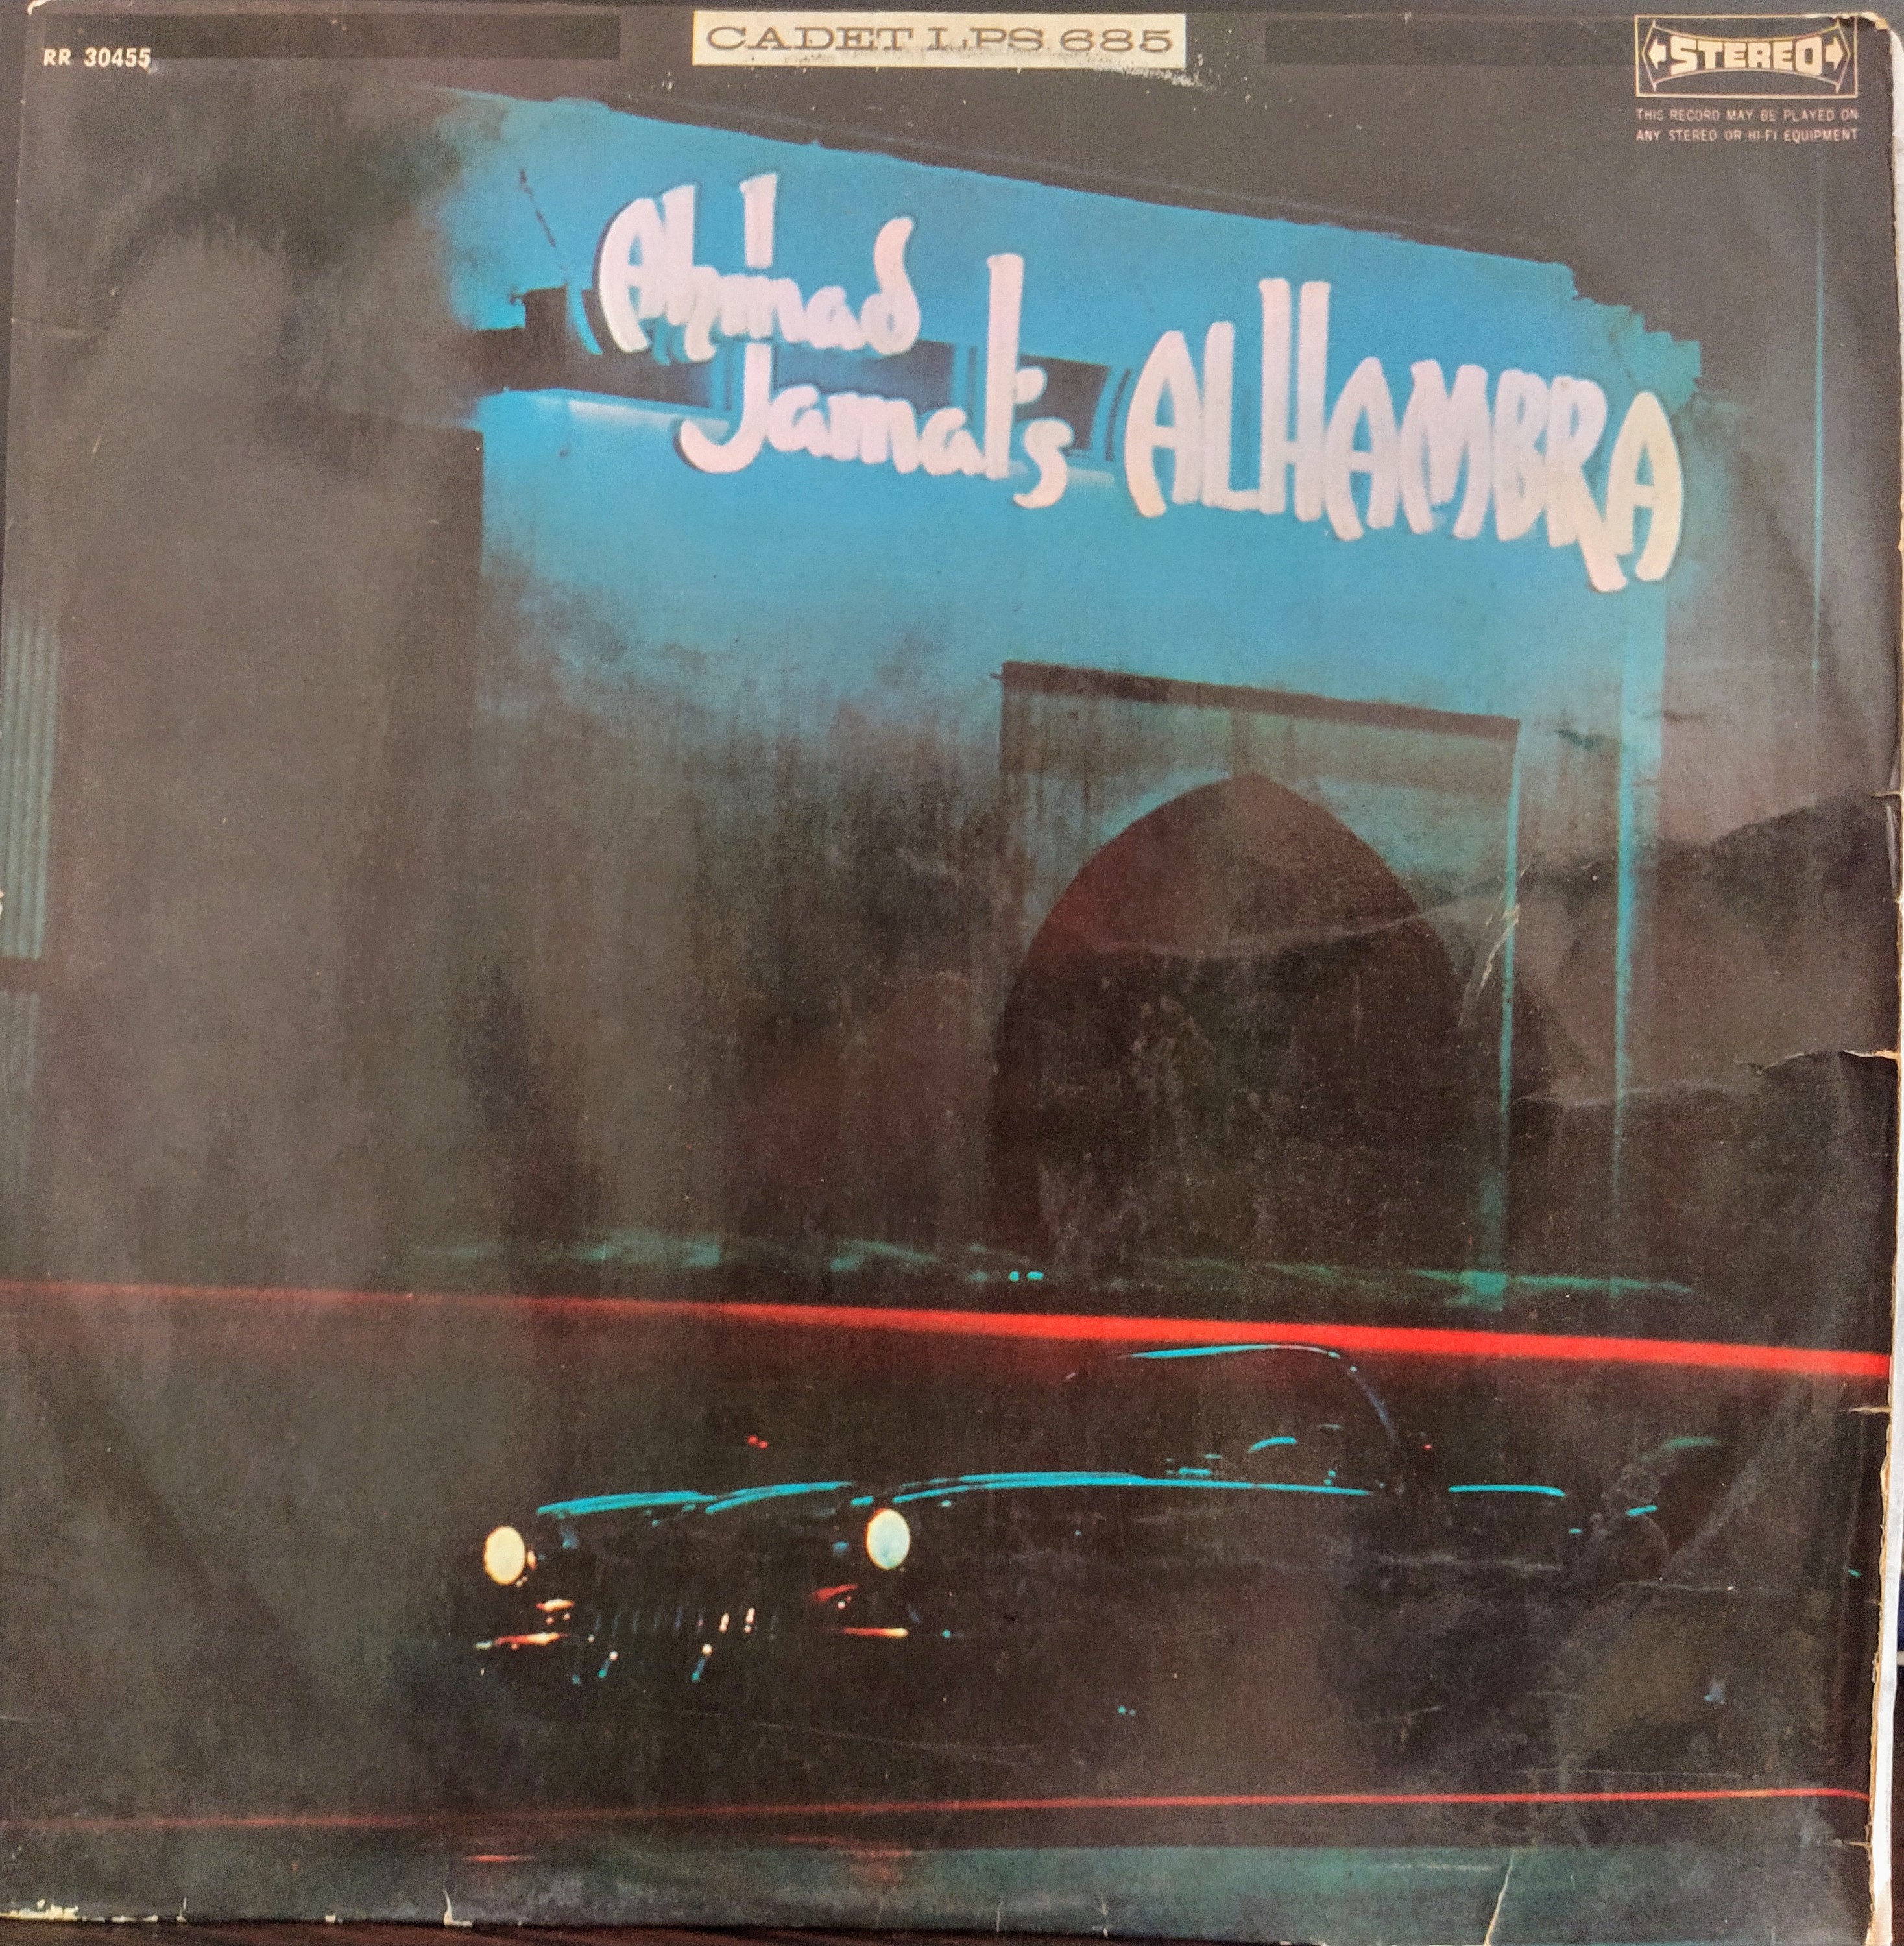 RR 30455
CADET LPS 685
STEREO
THIS RECORD MAY BE PLAYED ON
ANY STEREO OR HI-FI EQUIPMENT
Ahmad
Jamal's ALHAMBRA